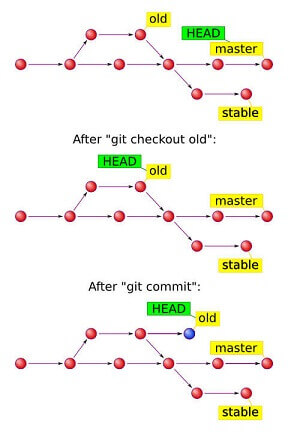 old
HEAD
master
stable
After "git checkout old":
HEAD
old
master
stable
After "git commit":
HEAD
old
master
stable